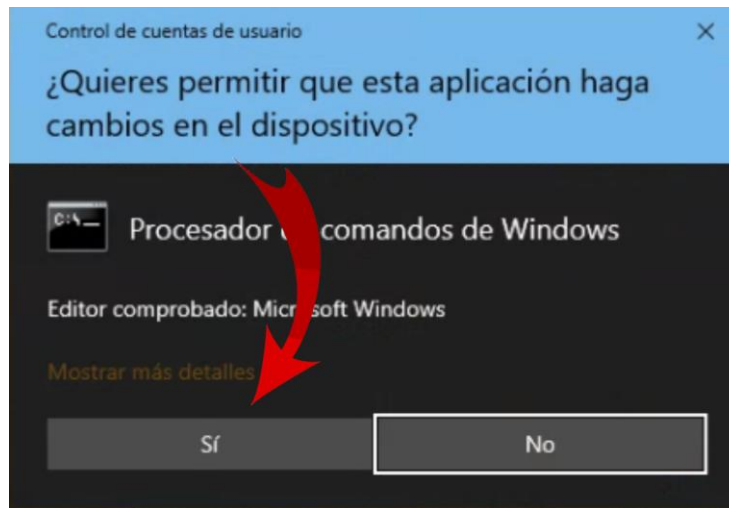 Control de cuentas de usuario
¿Quieres permitir que esta aplicación haga
cambios en el dispositivo?
C:\
Procesador comandos de Windows
Editor comprobado: Microsoft Windows
Mostrar más detalles
Sí
No